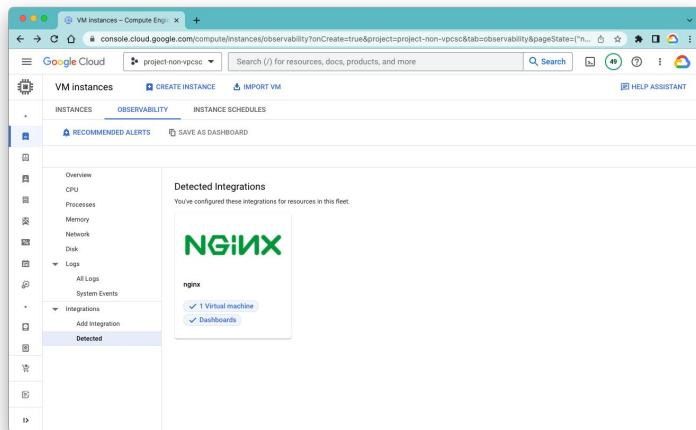 VM instances – Compute Engi
console.cloud.google.com/compute/instances/observability?onCreate=true&project=project-non-vpcsc&tab=observability&pageState=("n...
Google Cloud
project-non-vpcsc
Search (/) for resources, docs, products, and more
Search
49
VM instances
CREATE INSTANCE
IMPORT VM
HELP ASSISTANT
INSTANCES
OBSERVABILITY
INSTANCE SCHEDULES
RECOMMENDED ALERTS
SAVE AS DASHBOARD
Overview
CPU
Processes
Memory
Network
Disk
Logs
All Logs
System Events
Integrations
Add Integration
Detected
Detected Integrations
You've configured these integrations for resources in this fleet.
NGiNX
nginx
1 Virtual machine
Dashboards